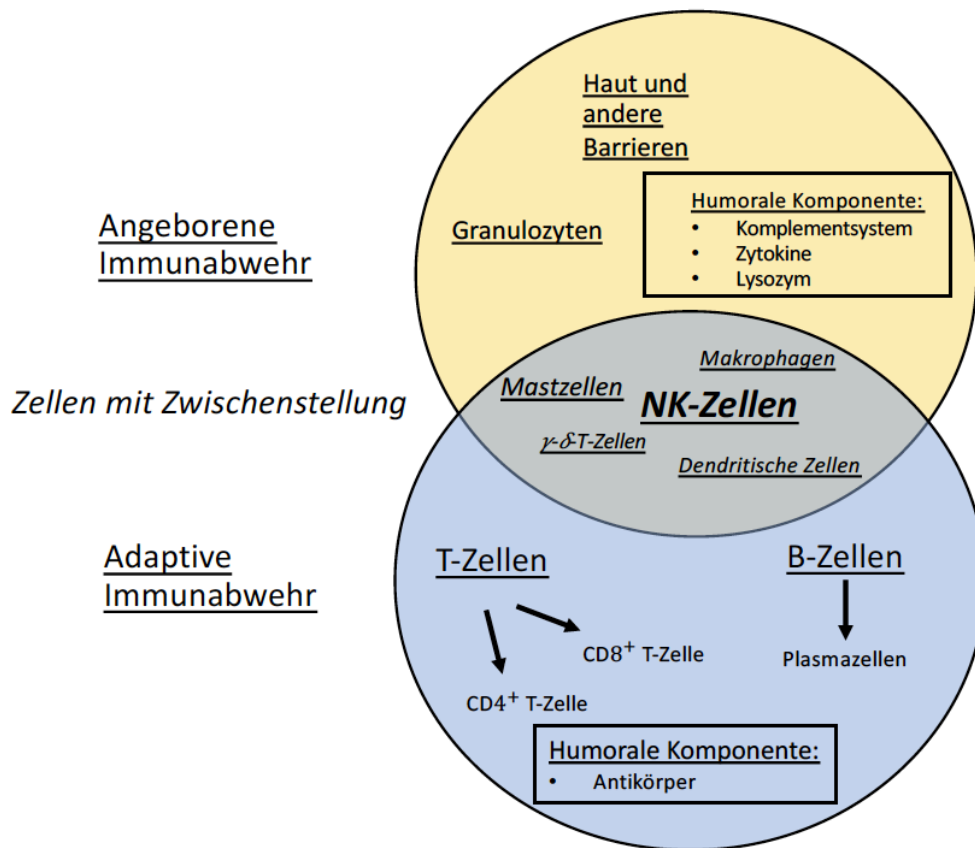 Haut und
andere
Barrieren
Angeborene
Immunabwehr
Granulozyten
Humorale Komponente:
• Komplementsystem
• Zytokine
• Lysozym
Zellen mit Zwischenstellung
Makrophagen
Mastzellen
NK-Zellen
γ-δ-T-Zellen
Dendritische Zellen
Adaptive
Immunabwehr
T-Zellen
B-Zellen
CD8⁺ T-Zelle
Plasmazellen
CD4⁺ T-Zelle
Humorale Komponente:
• Antikörper